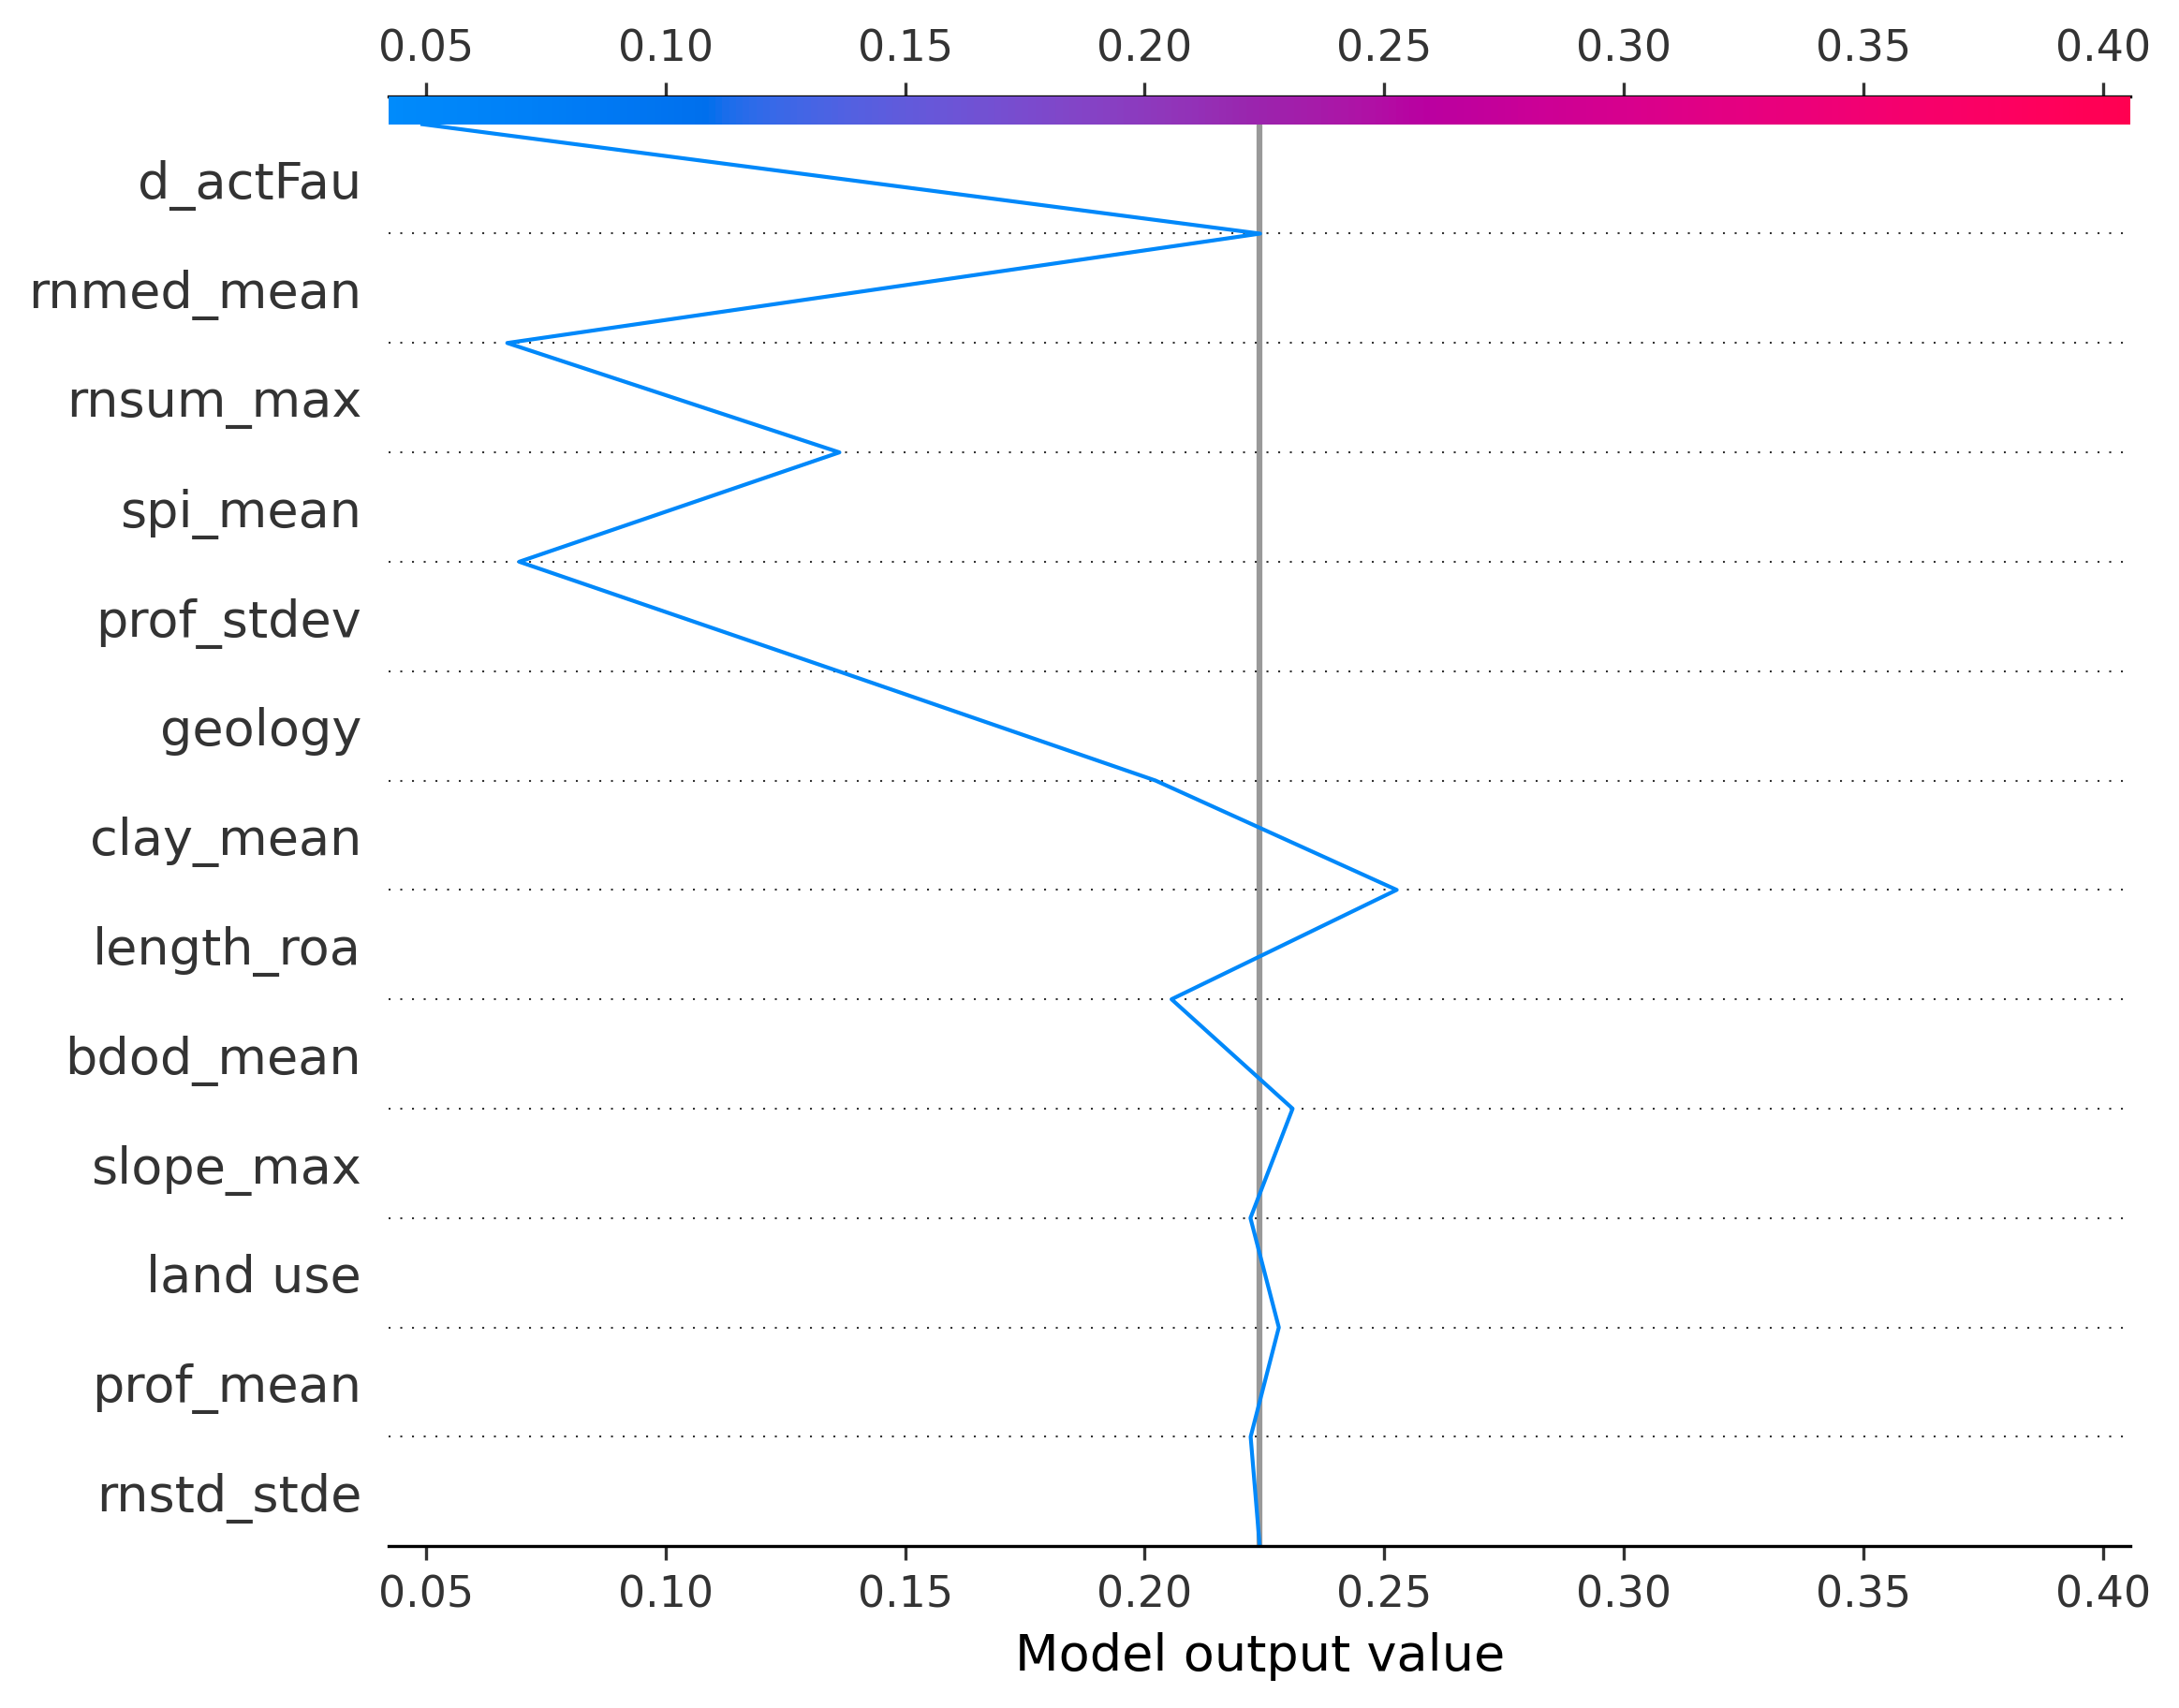 0.05 0.10 0.15 0.20 0.25 0.30 0.35 0.40
d_actFau
rnmed_mean
rnsum_max
spi_mean
prof_stdev
geology
clay_mean
length_roa
bdod_mean
slope_max
land use
prof_mean
rnstd_stde
0.05 0.10 0.15 0.20 0.25 0.30 0.35 0.40
Model output value